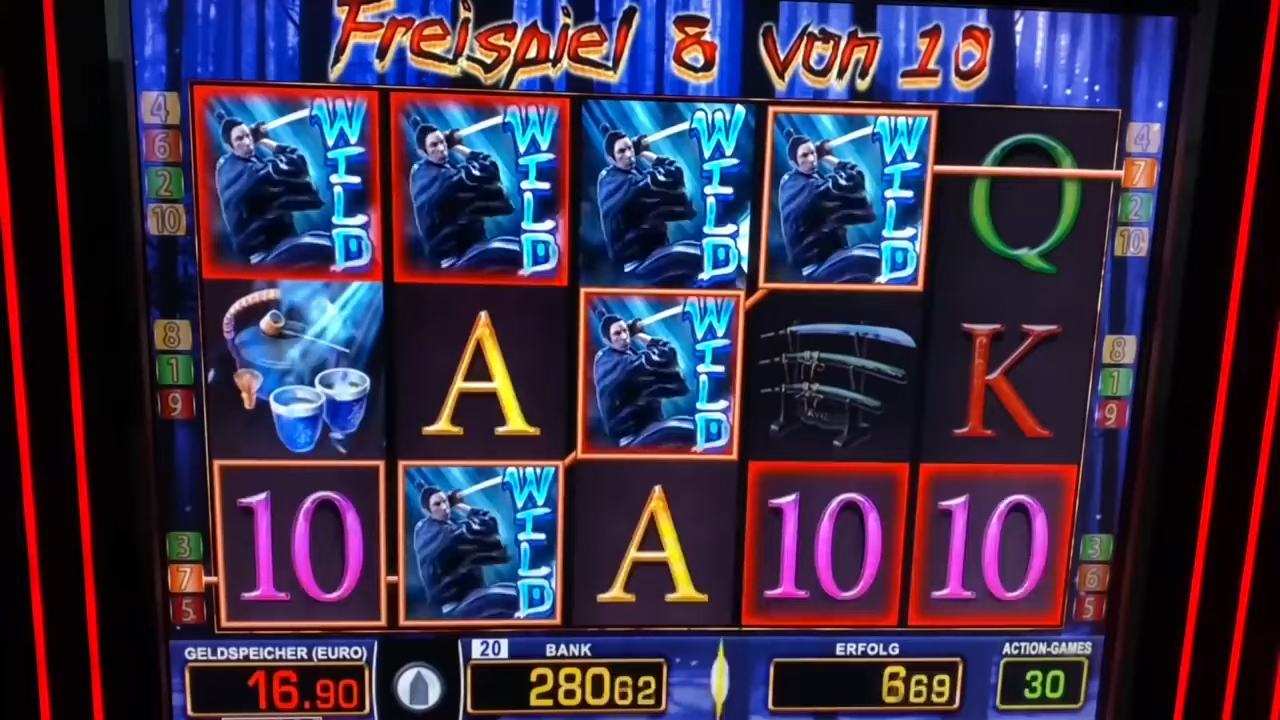 Freispiel 8 von 10
4 WILD WILD WILD WILD Q 4
6 7
2 2
10 10
8 A WILD K 8
1 1
9 9
3 10 WILD A 10 10 3
7 6
5 5
GELDSPEICHER (EURO) 20 BANK ERFOLG ACTION-GAMES
16.90 28062 669 30